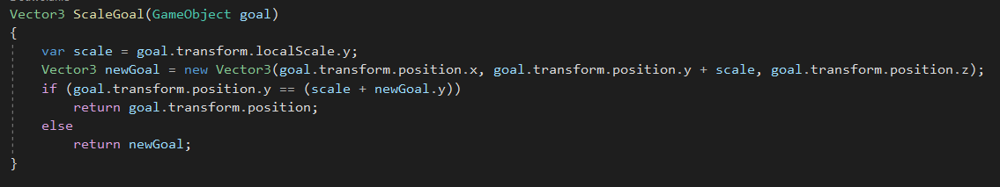 Vector3 ScaleGoal(GameObject goal)
{
var scale = goal.transform.localScale.y;
Vector3 newGoal = new Vector3(goal.transform.position.x, goal.transform.position.y + scale, goal.transform.position.z);
if (goal.transform.position.y == (scale + newGoal.y))
return goal.transform.position;
else
return newGoal;
}